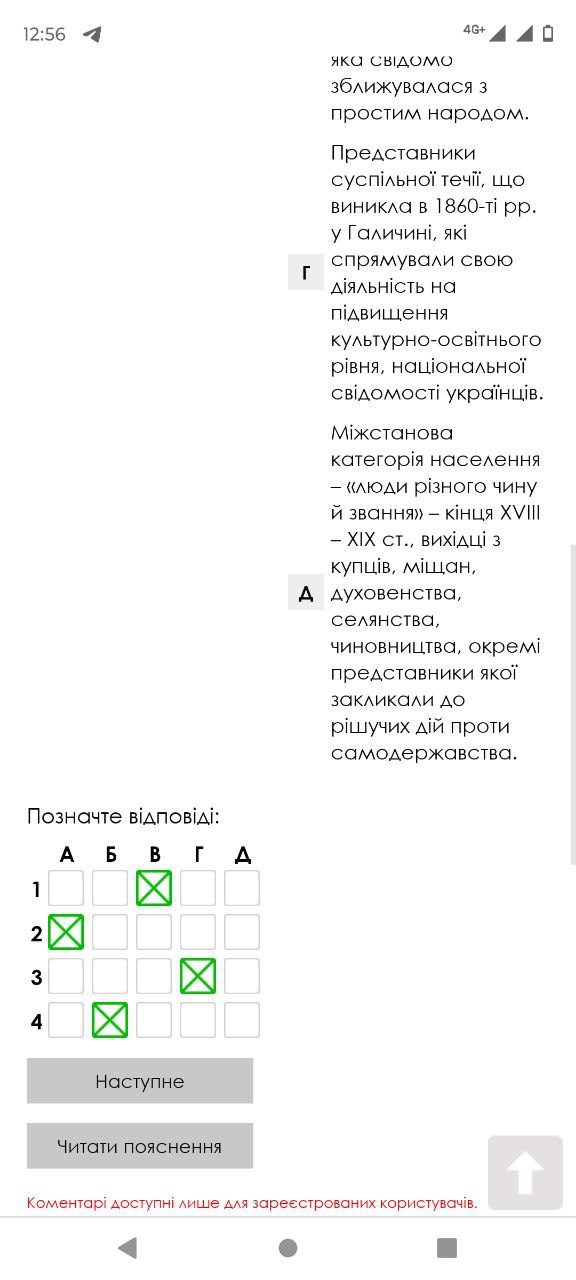 12:56
4G+
яка свідомо
зближувалася з
простим народом.
Представники
суспільної течії, що
виникла в 1860-ті рр.
у Галичині, які
Г
спрямували свою
діяльність на
підвищення
культурно-освітнього
рівня, національної
свідомості українців.
Міжстанова
категорія населення
– «люди різного чину
й звання» – кінця XVIII
– XIX ст., вихідці з
купців, міщан,
Д
духовенства,
селянства,
чиновництва, окремі
представники якої
закликали до
рішучих дій проти
самодержавства.
Позначте відповіді:
А Б В Г Д
1
2
3
4
Наступне
Читати пояснення
Коментарі доступні лише для зареєстрованих користувачів.